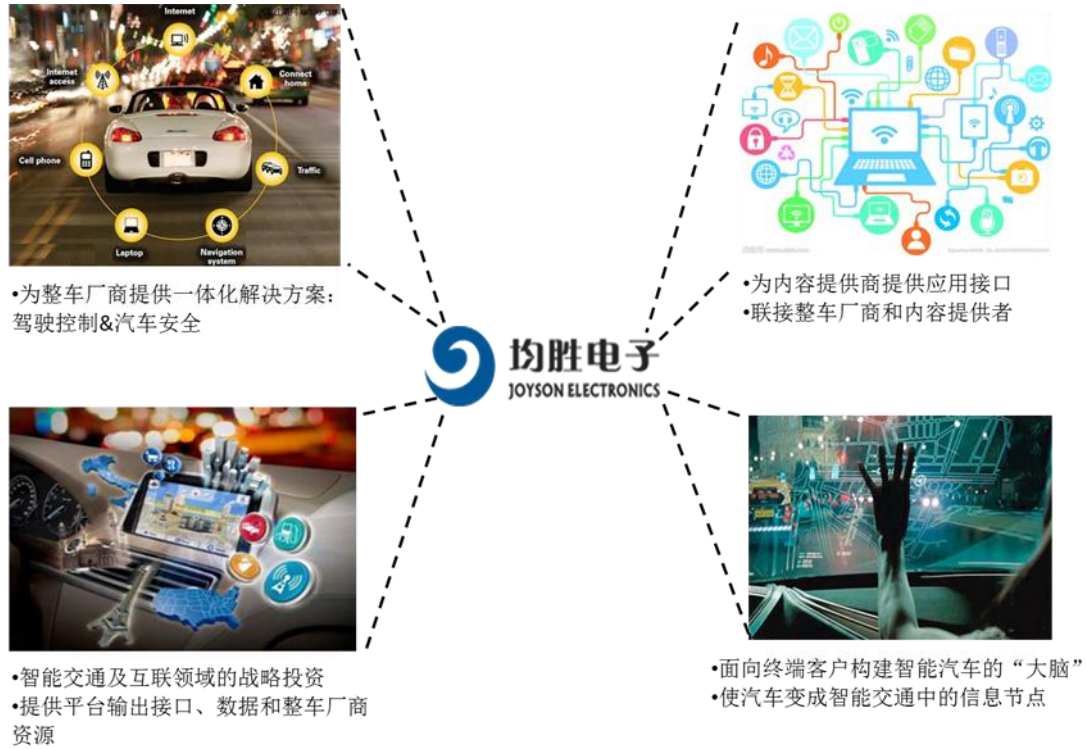 Internet
Internet
access
Connect
home
Cell phone
Traffic
Laptop
Navigation
system
•为整车厂商提供一体化解决方案：
驾驶控制&汽车安全
•为内容提供商提供应用接口
•联接整车厂商和内容提供者
均胜电子
JOYSON ELECTRONICS
•智能交通及互联领域的战略投资
•提供平台输出接口、数据和整车厂商
资源
•面向终端客户构建智能汽车的“大脑”
•使汽车变成智能交通中的信息节点